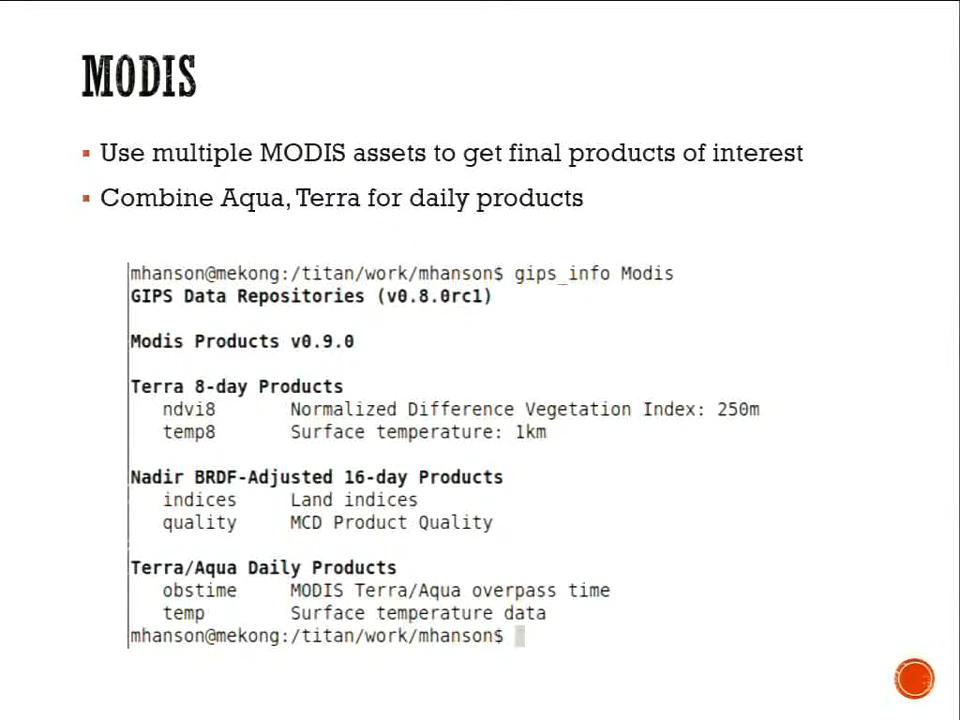 MODIS
Use multiple MODIS assets to get final products of interest
Combine Aqua, Terra for daily products
mhanson@mekong:/titan/work/mhanson$ gips_info Modis
GIPS Data Repositories (v0.8.0rc1)
Modis Products v0.9.0
Terra 8-day Products
ndvi8 Normalized Difference Vegetation Index: 250m
temp8 Surface temperature: 1km
Nadir BRDF-Adjusted 16-day Products
indices Land indices
quality MCD Product Quality
Terra/Aqua Daily Products
obstime MODIS Terra/Aqua overpass time
temp Surface temperature data
mhanson@mekong:/titan/work/mhanson$